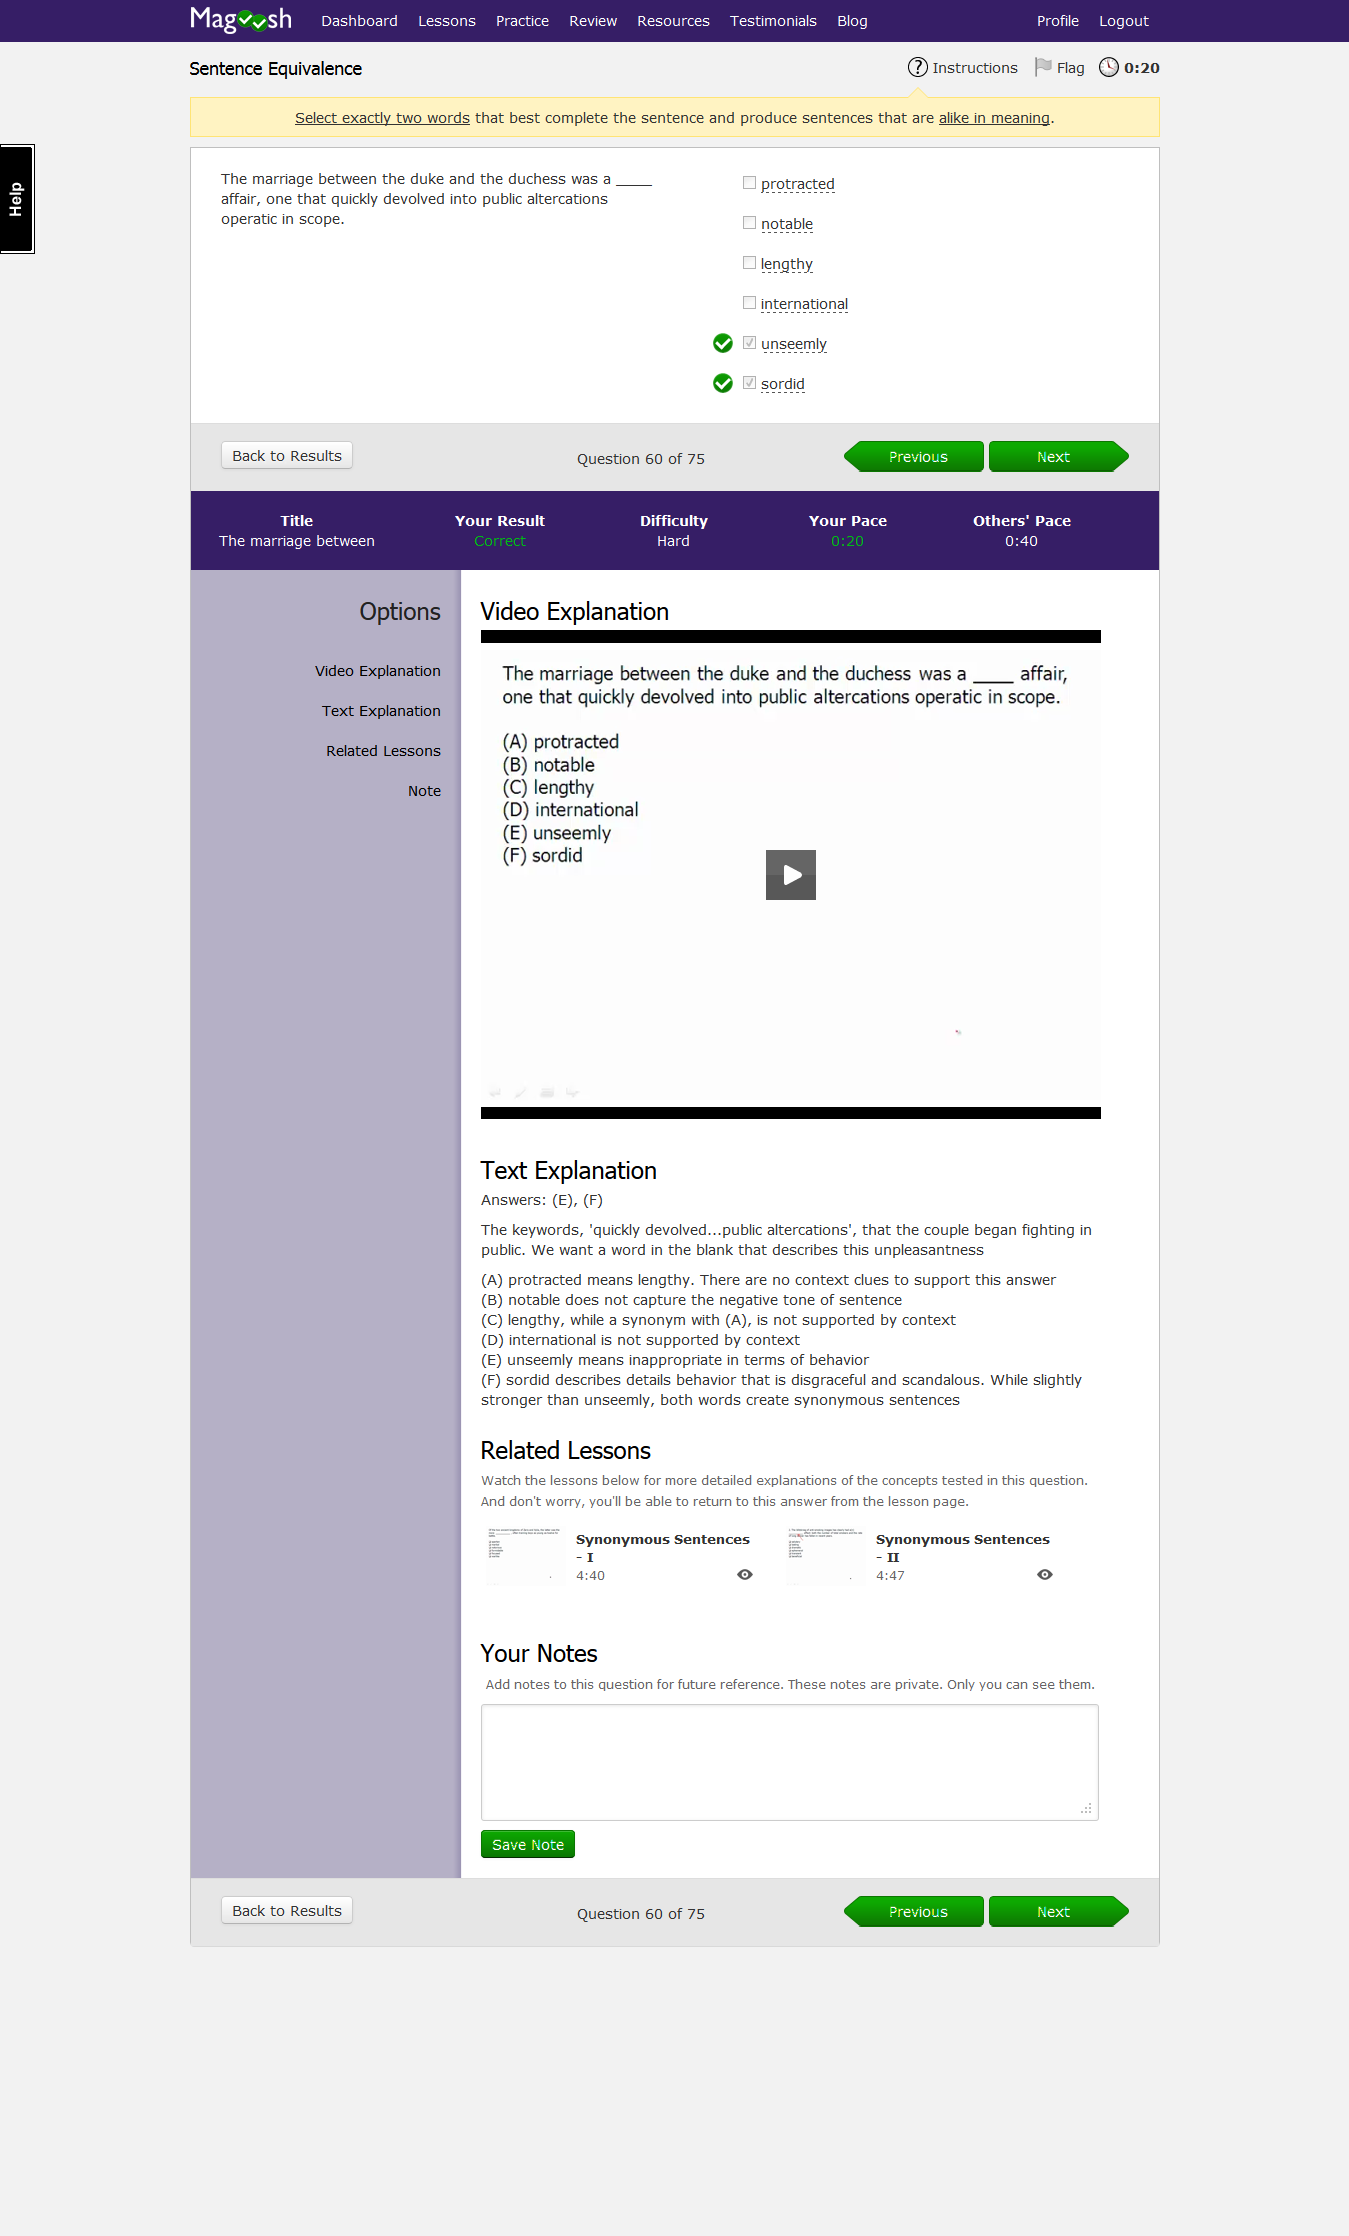 Magoosh Dashboard Lessons Practice Review Resources Testimonials Blog Profile Logout
Sentence Equivalence Instructions Flag 0:20
Select exactly two words that best complete the sentence and produce sentences that are alike in meaning.
Help
The marriage between the duke and the duchess was a _____
affair, one that quickly devolved into public altercations
operatic in scope.
protracted
notable
lengthy
international
unseemly
sordid
Back to Results Question 60 of 75 Previous Next
Title Your Result Difficulty Your Pace Others' Pace
The marriage between Correct Hard 0:20 0:40
Options
Video Explanation
Text Explanation
Related Lessons
Note
Video Explanation
The marriage between the duke and the duchess was a ____ affair,
one that quickly devolved into public altercations operatic in scope.
(A) protracted
(B) notable
(C) lengthy
(D) international
(E) unseemly
(F) sordid
Text Explanation
Answers: (E), (F)
The keywords, 'quickly devolved...public altercations', that the couple began fighting in
public. We want a word in the blank that describes this unpleasantness
(A) protracted means lengthy. There are no context clues to support this answer
(B) notable does not capture the negative tone of sentence
(C) lengthy, while a synonym with (A), is not supported by context
(D) international is not supported by context
(E) unseemly means inappropriate in terms of behavior
(F) sordid describes details behavior that is disgraceful and scandalous. While slightly
stronger than unseemly, both words create synonymous sentences
Related Lessons
Watch the lessons below for more detailed explanations of the concepts tested in this question.
And don't worry, you'll be able to return to this answer from the lesson page.
Synonymous Sentences
- I
4:40
Synonymous Sentences
- II
4:47
Your Notes
Add notes to this question for future reference. These notes are private. Only you can see them.
Save Note
Back to Results Question 60 of 75 Previous Next